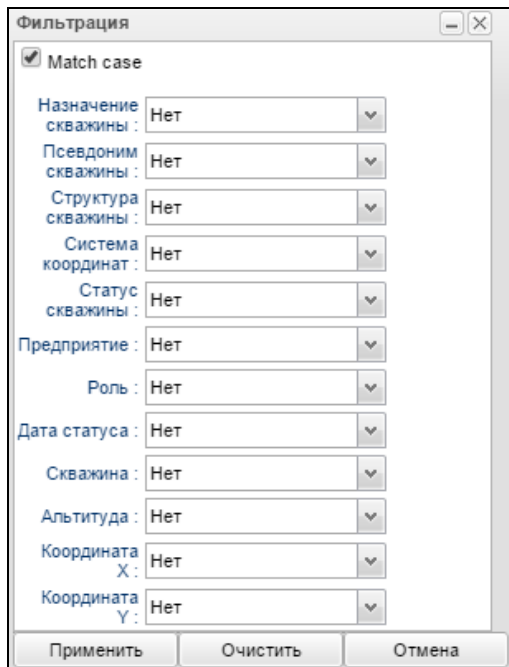 Фильтрация
Match case
Назначение
скважины : Нет
Псевдоним
скважины : Нет
Структура
скважины : Нет
Система
координат : Нет
Статус
скважины : Нет
Предприятие : Нет
Роль : Нет
Дата статуса : Нет
Скважина : Нет
Альтитуда : Нет
Координата
X : Нет
Координата
Y : Нет
Применить Очистить Отмена